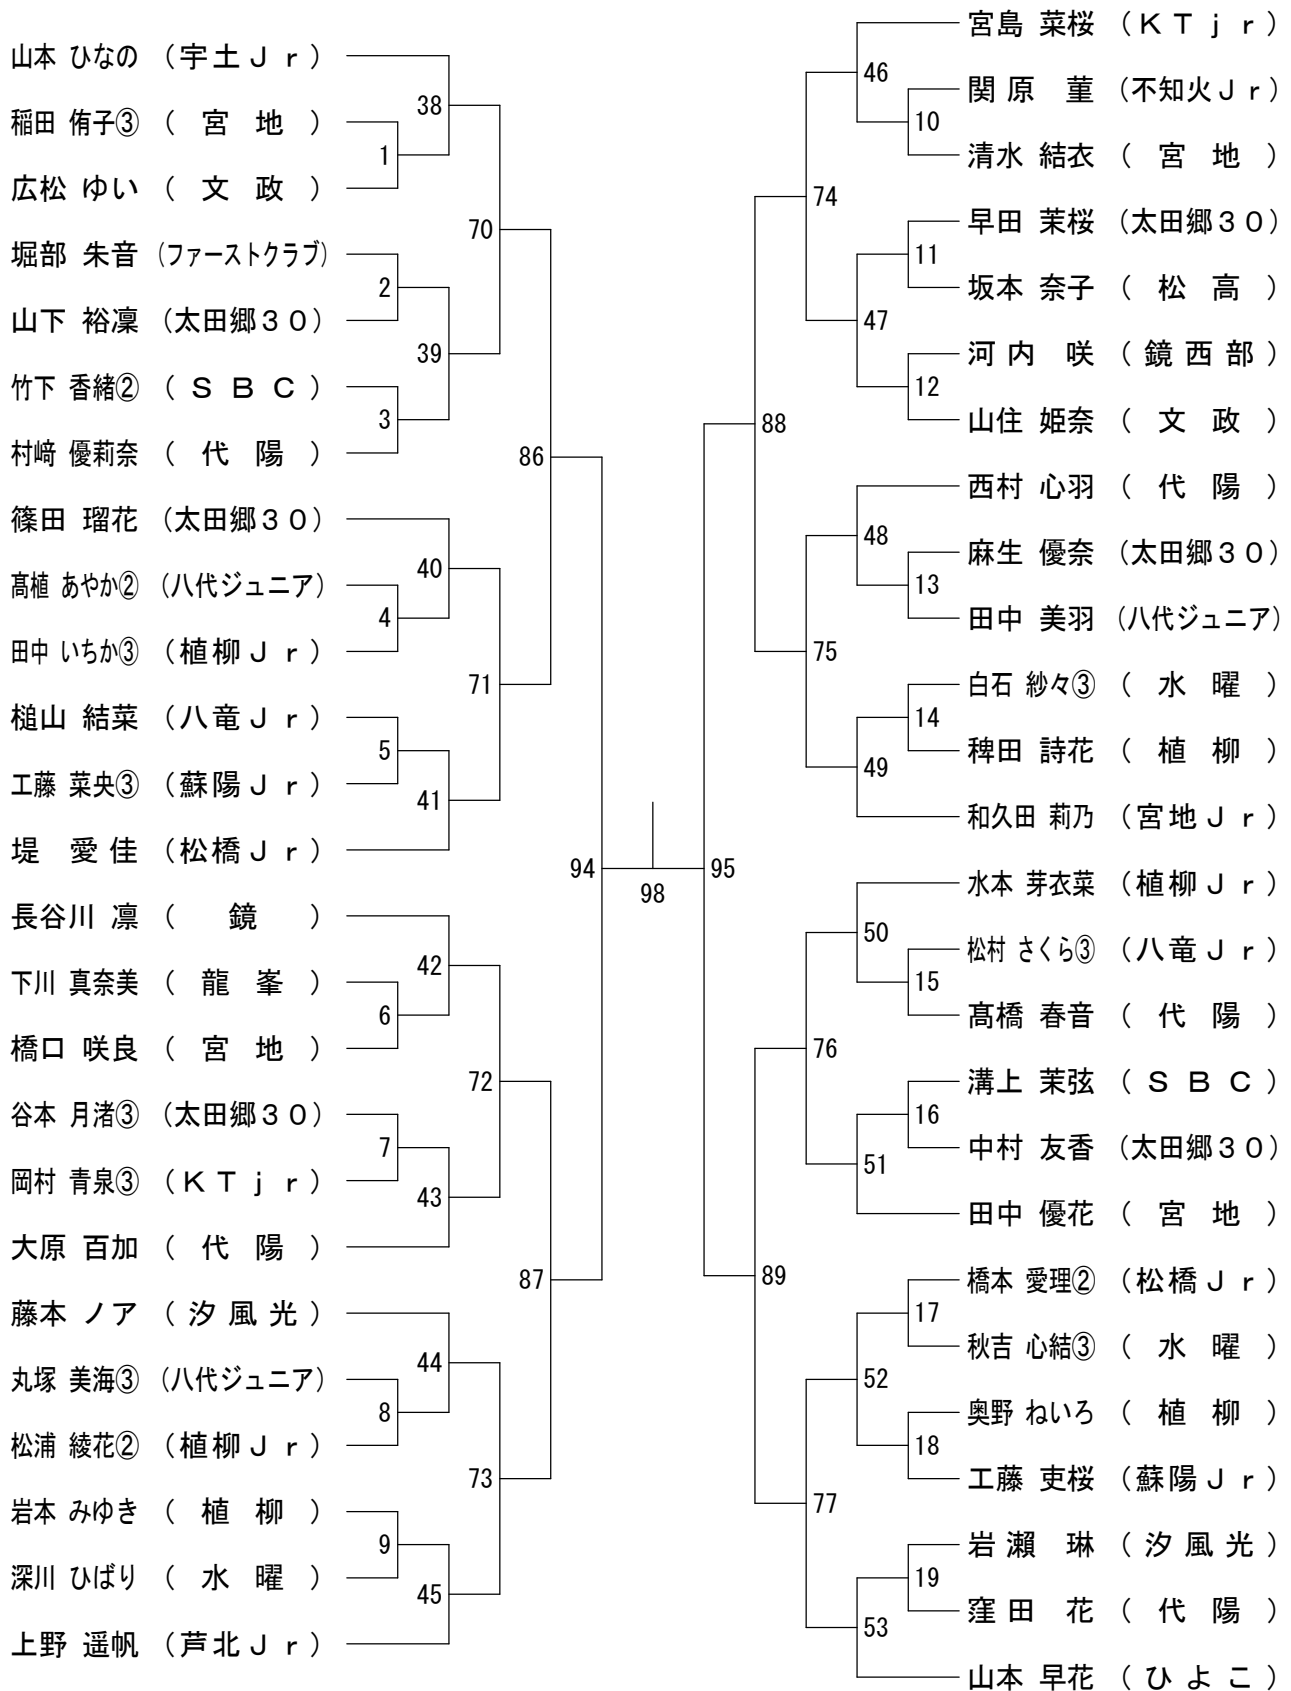 山本 ひなの （宇土Ｊｒ）
稲田 侑子③ （宮地）
広松 ゆい （文政）
堀部 朱音 （ファーストクラブ）
山下 裕凜 （太田郷３０）
竹下 香緒② （ＳＢＣ）
村﨑 優莉奈 （代陽）
篠田 瑠花 （太田郷３０）
髙植 あやか② （八代ジュニア）
田中 いちか③ （植柳Ｊｒ）
槌山 結菜 （八竜Ｊｒ）
工藤 菜央③ （蘇陽Ｊｒ）
堤 愛佳 （松橋Ｊｒ）
長谷川 凛 （鏡）
下川 真奈美 （龍峯）
橋口 咲良 （宮地）
谷本 月渚③ （太田郷３０）
岡村 青泉③ （ＫＴｊｒ）
大原 百加 （代陽）
藤本 ノア （汐風光）
丸塚 美海③ （八代ジュニア）
松浦 綾花② （植柳Ｊｒ）
岩本 みゆき （植柳）
深川 ひばり （水曜）
上野 遥帆 （芦北Ｊｒ）
1
2
3
4
5
6
7
8
9
38
39
40
41
42
43
44
45
70
71
72
73
86
87
94
98
95
88
89
74
75
76
77
46
47
48
49
50
51
52
53
10
11
12
13
14
15
16
17
18
19
宮島 菜桜 （ＫＴｊｒ）
関原 菫 （不知火Ｊｒ）
清水 結衣 （宮地）
早田 茉桜 （太田郷３０）
坂本 奈子 （松高）
河内 咲 （鏡西部）
山住 姫奈 （文政）
西村 心羽 （代陽）
麻生 優奈 （太田郷３０）
田中 美羽 （八代ジュニア）
白石 紗々③ （水曜）
稗田 詩花 （植柳）
和久田 莉乃 （宮地Ｊｒ）
水本 芽衣菜 （植柳Ｊｒ）
松村 さくら③ （八竜Ｊｒ）
髙橋 春音 （代陽）
溝上 茉弦 （ＳＢＣ）
中村 友香 （太田郷３０）
田中 優花 （宮地）
橋本 愛理② （松橋Ｊｒ）
秋吉 心結③ （水曜）
奥野 ねいろ （植柳）
工藤 吏桜 （蘇陽Ｊｒ）
岩瀬 琳 （汐風光）
窪田 花 （代陽）
山本 早花 （ひよこ）